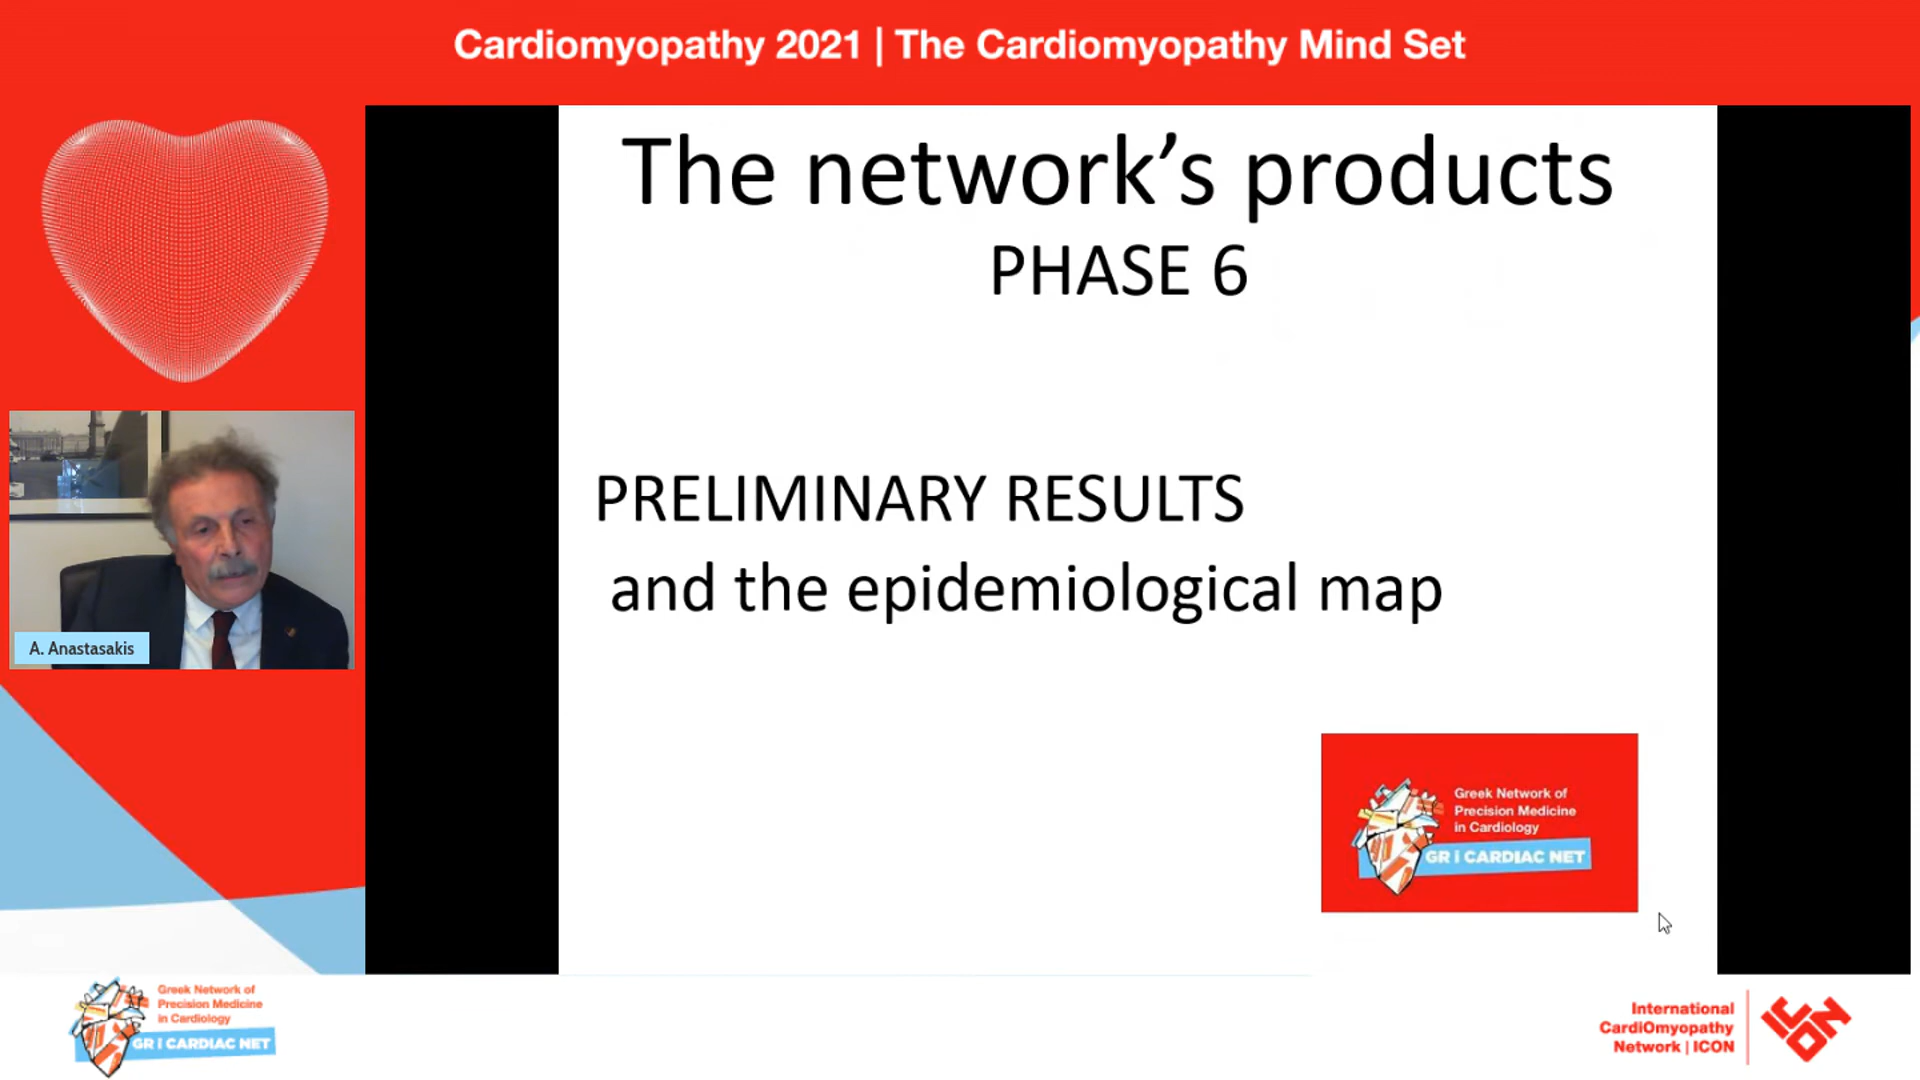 Cardiomyopathy 2021 | The Cardiomyopathy Mind Set
The network’s products
PHASE 6
PRELIMINARY RESULTS
and the epidemiological map
A. Anastasakis
Greek Network of
Precision Medicine
in Cardiology
GR | CARDIAC NET
Greek Network of
Precision Medicine
in Cardiology
GR | CARDIAC NET
International
CardiOmyopathy
Network | ICON
ICON